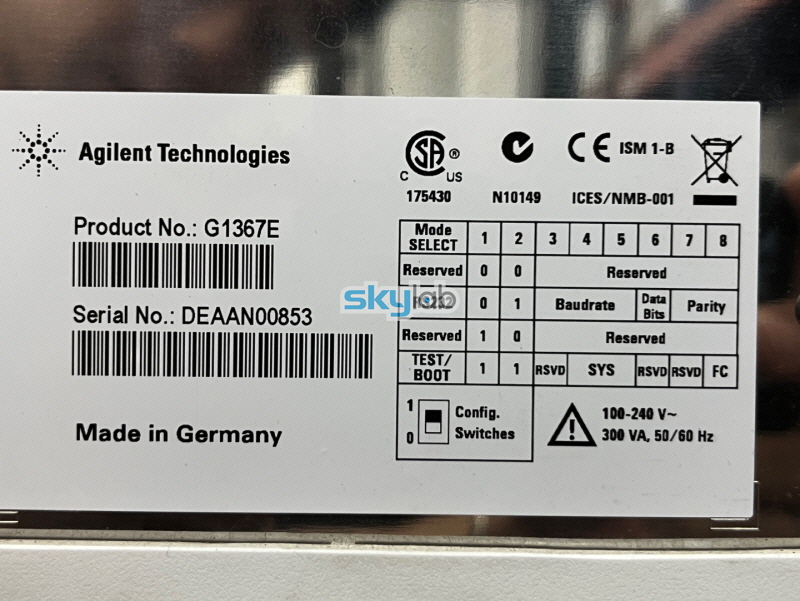 Agilent Technologies
Product No.: G1367E
Serial No.: DEAAN00853
Made in Germany
SA ®
C US
175430
N10149
CE ISM 1-B
ICES/NMB-001
Mode SELECT 1 2 3 4 5 6 7 8
Reserved 0 0 Reserved
RS232 0 1 Baudrate Data Bits Parity
Reserved 1 0 Reserved
TEST/BOOT 1 1 RSVD SYS RSVD RSVD FC
1
0
Config.
Switches
100-240 V~
300 VA, 50/60 Hz
skylab